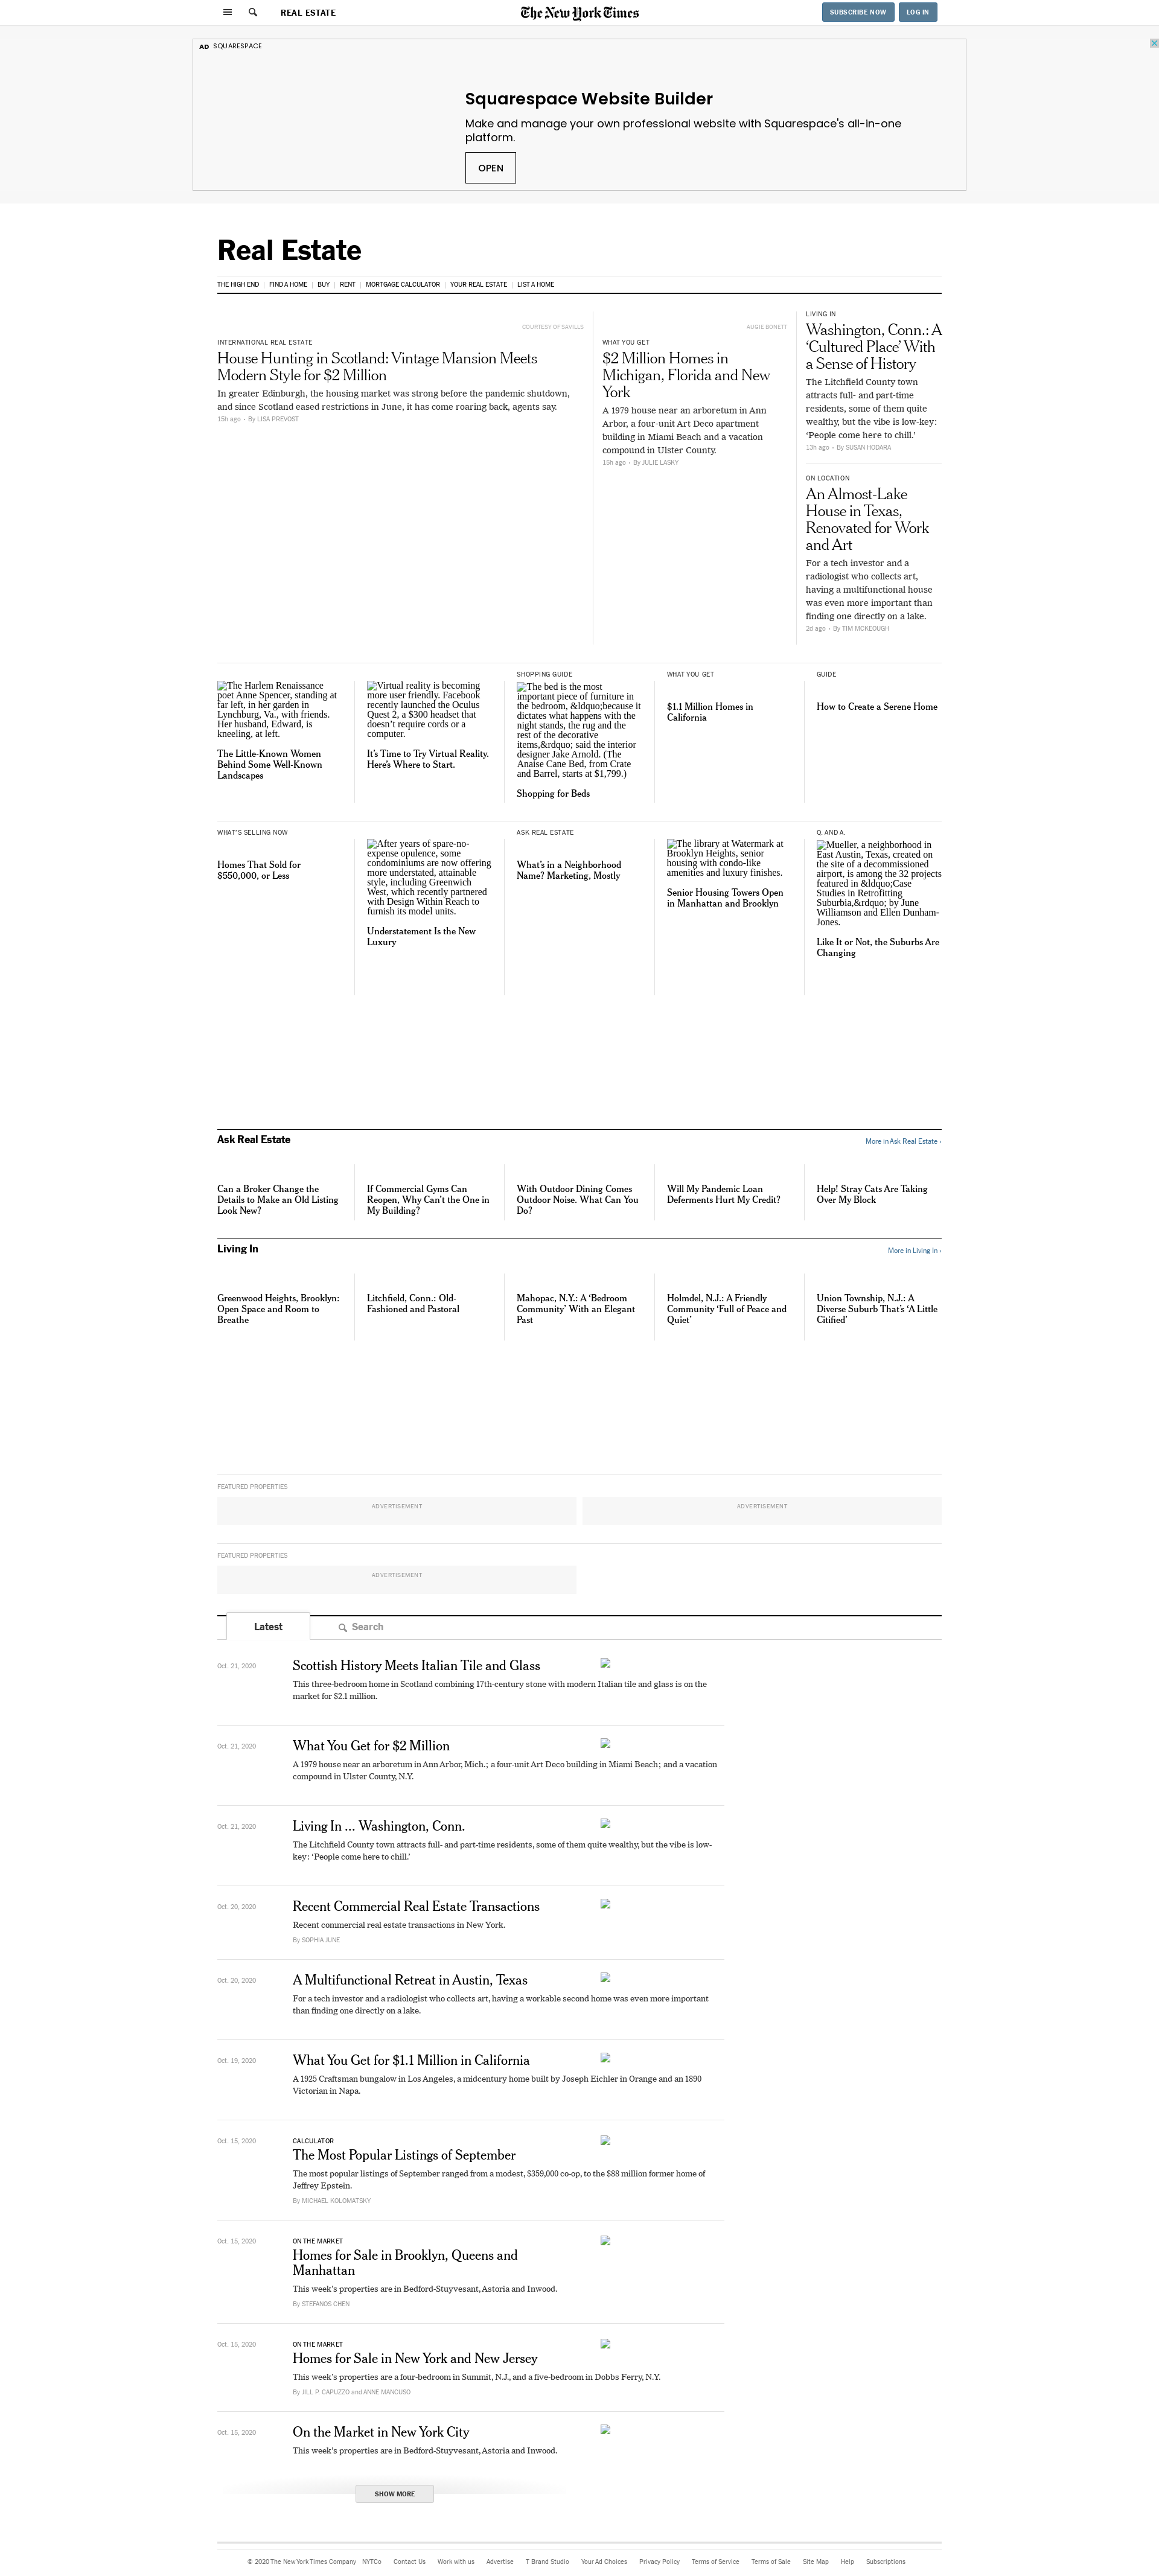 REAL ESTATE
The New York Times
SUBSCRIBE NOW
LOG IN
AD SQUARESPACE
Squarespace Website Builder
Make and manage your own professional website with Squarespace's all-in-one
platform.
OPEN
Real Estate
THE HIGH END | FIND A HOME | BUY | RENT | MORTGAGE CALCULATOR | YOUR REAL ESTATE | LIST A HOME
COURTESY OF SAVILLS
INTERNATIONAL REAL ESTATE
House Hunting in Scotland: Vintage Mansion Meets
Modern Style for $2 Million
In greater Edinburgh, the housing market was strong before the pandemic shutdown,
and since Scotland eased restrictions in June, it has come roaring back, agents say.
15h ago - By LISA PREVOST
AUGIE BONETT
WHAT YOU GET
$2 Million Homes in
Michigan, Florida and New
York
A 1979 house near an arboretum in Ann
Arbor, a four-unit Art Deco apartment
building in Miami Beach and a vacation
compound in Ulster County.
15h ago - By JULIE LASKY
LIVING IN
Washington, Conn.: A
‘Cultured Place’ With
a Sense of History
The Litchfield County town
attracts full- and part-time
residents, some of them quite
wealthy, but the vibe is low-key:
‘People come here to chill.’
13h ago - By SUSAN HODARA
ON LOCATION
An Almost-Lake
House in Texas,
Renovated for Work
and Art
For a tech investor and a
radiologist who collects art,
having a multifunctional house
was even more important than
finding one directly on a lake.
2d ago - By TIM MCKEOUGH
The Harlem Renaissance
poet Anne Spencer, standing at
far left, in her garden in
Lynchburg, Va., with friends.
Her husband, Edward, is
kneeling, at left.
The Little-Known Women
Behind Some Well-Known
Landscapes
Virtual reality is becoming
more user friendly. Facebook
recently launched the Oculus
Quest 2, a $300 headset that
doesn’t require cords or a
computer.
It’s Time to Try Virtual Reality.
Here’s Where to Start.
SHOPPING GUIDE
The bed is the most
important piece of furniture in
the bedroom, &ldquo;because it
dictates what happens with the
night stands, the rug and the
rest of the decorative
items,&rdquo; said the interior
designer Jake Arnold. (The
Anaise Cane Bed, from Crate
and Barrel, starts at $1,799.)
Shopping for Beds
WHAT YOU GET
$1.1 Million Homes in
California
GUIDE
How to Create a Serene Home
WHAT'S SELLING NOW
Homes That Sold for
$550,000, or Less
After years of spare-no-
expense opulence, some
condominiums are now offering
more understated, attainable
style, including Greenwich
West, which recently partnered
with Design Within Reach to
furnish its model units.
Understatement Is the New
Luxury
ASK REAL ESTATE
What’s in a Neighborhood
Name? Marketing, Mostly
The library at Watermark at
Brooklyn Heights, senior
housing with condo-like
amenities and luxury finishes.
Senior Housing Towers Open
in Manhattan and Brooklyn
Q. AND A.
Mueller, a neighborhood in
East Austin, Texas, created on
the site of a decommissioned
airport, is among the 32 projects
featured in &ldquo;Case
Studies in Retrofitting
Suburbia,&rdquo; by June
Williamson and Ellen Dunham-
Jones.
Like It or Not, the Suburbs Are
Changing
Ask Real Estate
More in Ask Real Estate ›
Can a Broker Change the
Details to Make an Old Listing
Look New?
If Commercial Gyms Can
Reopen, Why Can’t the One in
My Building?
With Outdoor Dining Comes
Outdoor Noise. What Can You
Do?
Will My Pandemic Loan
Deferments Hurt My Credit?
Help! Stray Cats Are Taking
Over My Block
Living In
More in Living In ›
Greenwood Heights, Brooklyn:
Open Space and Room to
Breathe
Litchfield, Conn.: Old-
Fashioned and Pastoral
Mahopac, N.Y.: A ‘Bedroom
Community’ With an Elegant
Past
Holmdel, N.J.: A Friendly
Community ‘Full of Peace and
Quiet’
Union Township, N.J.: A
Diverse Suburb That’s ‘A Little
Citified’
FEATURED PROPERTIES
ADVERTISEMENT
ADVERTISEMENT
FEATURED PROPERTIES
ADVERTISEMENT
Latest
Search
Oct. 21, 2020
Scottish History Meets Italian Tile and Glass
This three-bedroom home in Scotland combining 17th-century stone with modern Italian tile and glass is on the
market for $2.1 million.
Oct. 21, 2020
What You Get for $2 Million
A 1979 house near an arboretum in Ann Arbor, Mich.; a four-unit Art Deco building in Miami Beach; and a vacation
compound in Ulster County, N.Y.
Oct. 21, 2020
Living In ... Washington, Conn.
The Litchfield County town attracts full- and part-time residents, some of them quite wealthy, but the vibe is low-
key: ‘People come here to chill.’
Oct. 20, 2020
Recent Commercial Real Estate Transactions
Recent commercial real estate transactions in New York.
By SOPHIA JUNE
Oct. 20, 2020
A Multifunctional Retreat in Austin, Texas
For a tech investor and a radiologist who collects art, having a workable second home was even more important
than finding one directly on a lake.
Oct. 19, 2020
What You Get for $1.1 Million in California
A 1925 Craftsman bungalow in Los Angeles, a midcentury home built by Joseph Eichler in Orange and an 1890
Victorian in Napa.
Oct. 15, 2020
CALCULATOR
The Most Popular Listings of September
The most popular listings of September ranged from a modest, $359,000 co-op, to the $88 million former home of
Jeffrey Epstein.
By MICHAEL KOLOMATSKY
Oct. 15, 2020
ON THE MARKET
Homes for Sale in Brooklyn, Queens and
Manhattan
This week’s properties are in Bedford-Stuyvesant, Astoria and Inwood.
By STEFANOS CHEN
Oct. 15, 2020
ON THE MARKET
Homes for Sale in New York and New Jersey
This week’s properties are a four-bedroom in Summit, N.J., and a five-bedroom in Dobbs Ferry, N.Y.
By JILL P. CAPUZZO and ANNE MANCUSO
Oct. 15, 2020
On the Market in New York City
This week’s properties are in Bedford-Stuyvesant, Astoria and Inwood.
SHOW MORE
© 2020 The New York Times Company NYTCo Contact Us Work with us Advertise T Brand Studio Your Ad Choices Privacy Policy Terms of Service Terms of Sale Site Map Help Subscriptions